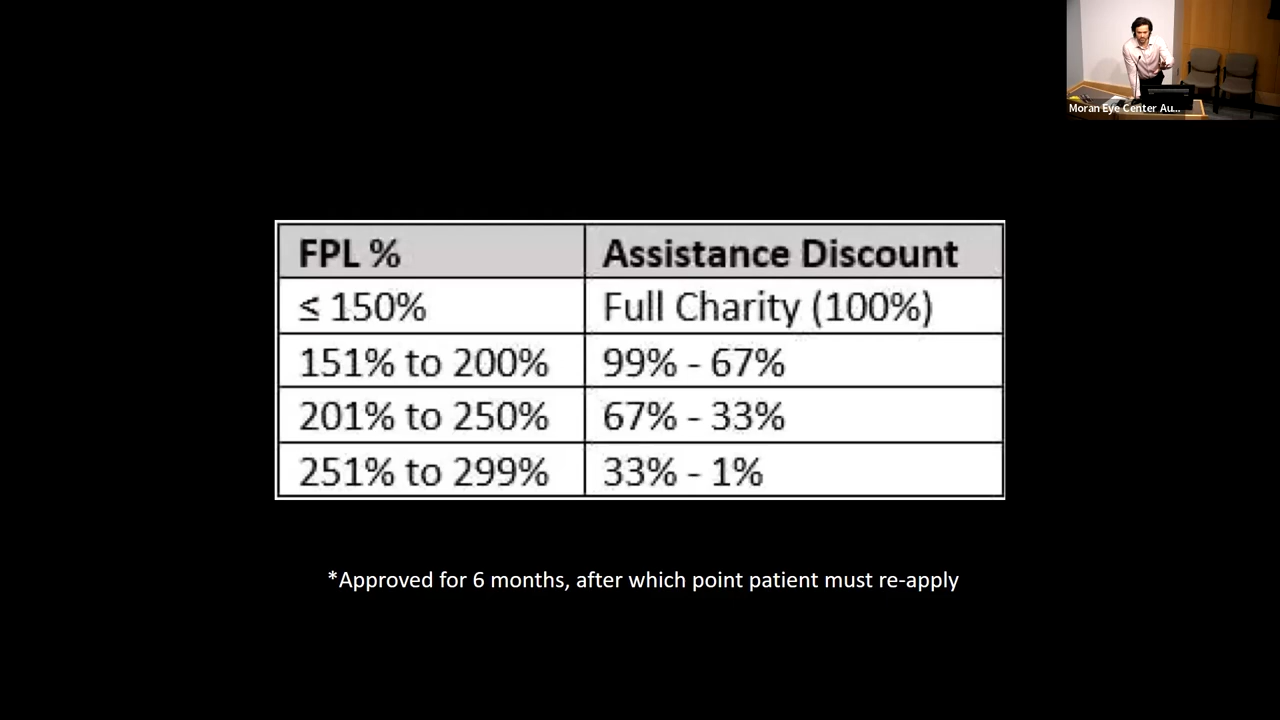 Moran Eye Center Au...
FPL % Assistance Discount
≤ 150% Full Charity (100%)
151% to 200% 99% - 67%
201% to 250% 67% - 33%
251% to 299% 33% - 1%
*Approved for 6 months, after which point patient must re-apply